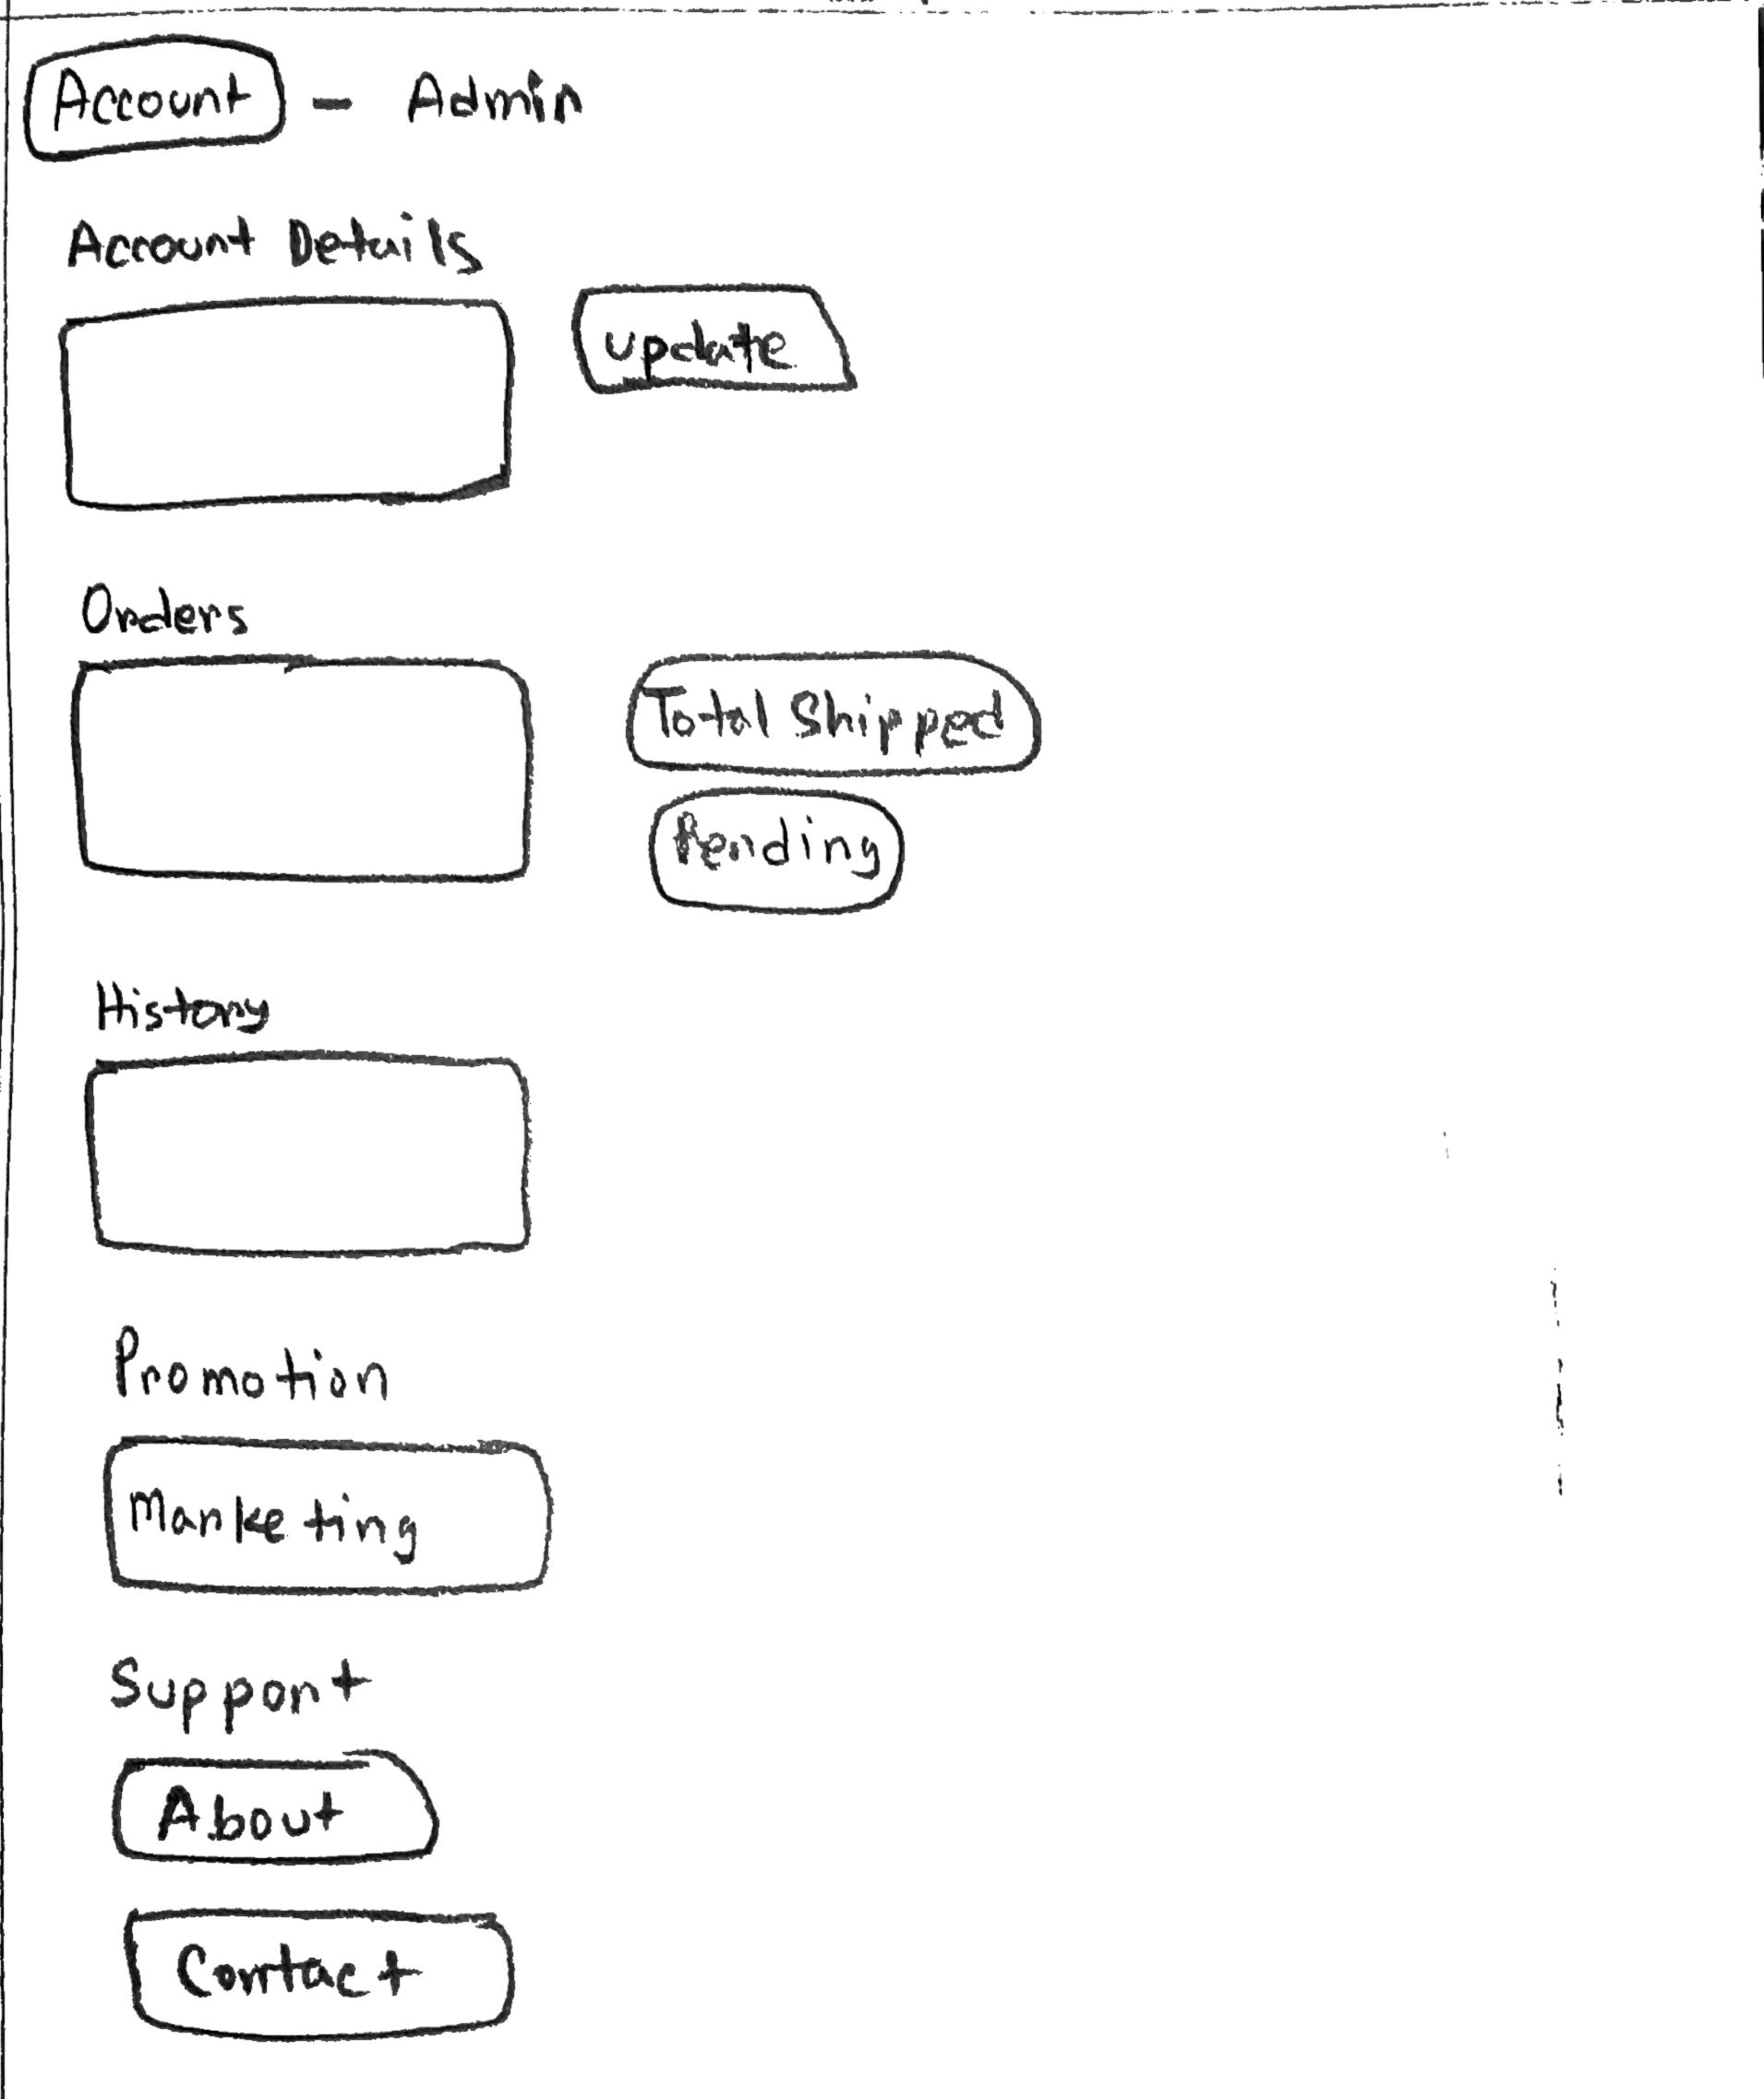 Account - Admin
Account Details
update
Orders
Total Shipped
Pending
History
Promotion
Marketing
Support
About
Contact